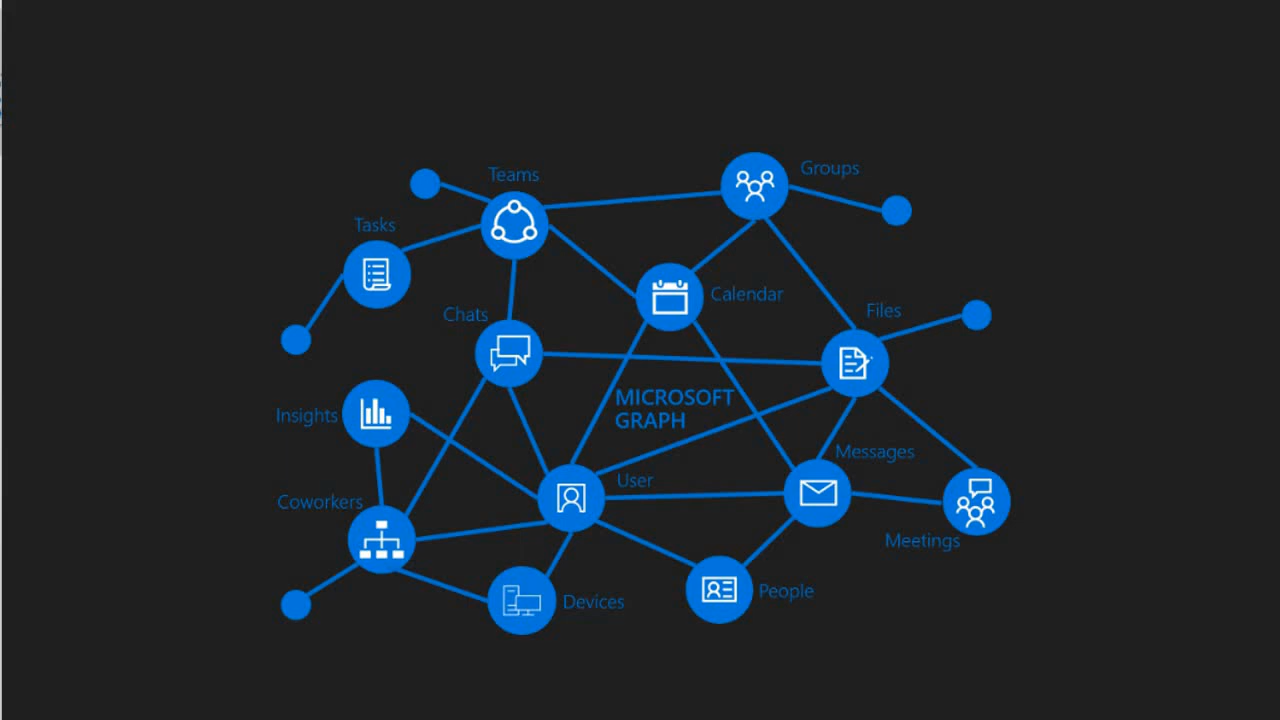 Groups
Teams
Tasks
Calendar
Files
Chats
MICROSOFT
GRAPH
Insights
Messages
User
Coworkers
Meetings
People
Devices